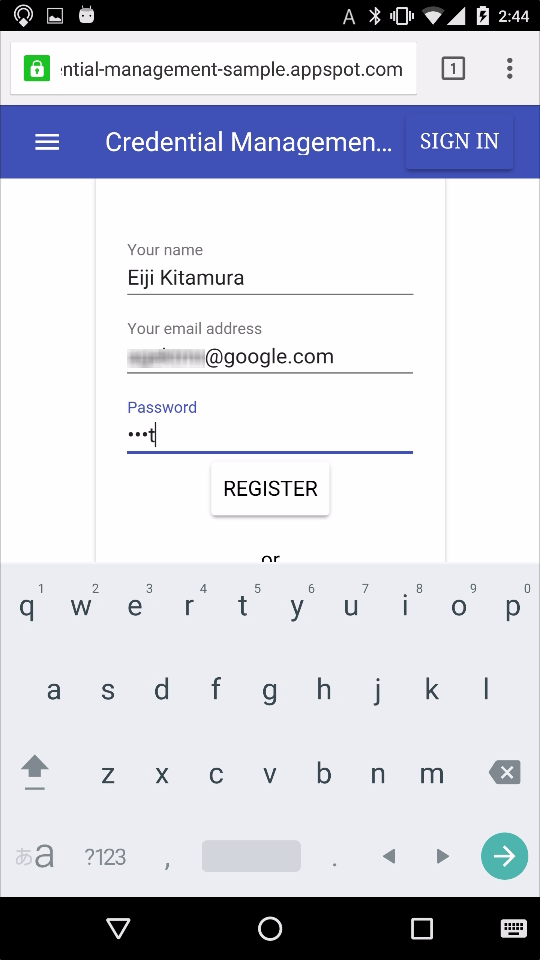 A 2:44
ential-management-sample.appspot.com 1
Credential Managemen... SIGN IN
Your name
Eiji Kitamura
Your email address
@google.com
Password
•••t
REGISTER
or
1 2 3 4 5 6 7 8 9 0
q w e r t y u i o p
a s d f g h j k l
z x c v b n m
あa ?123 , .